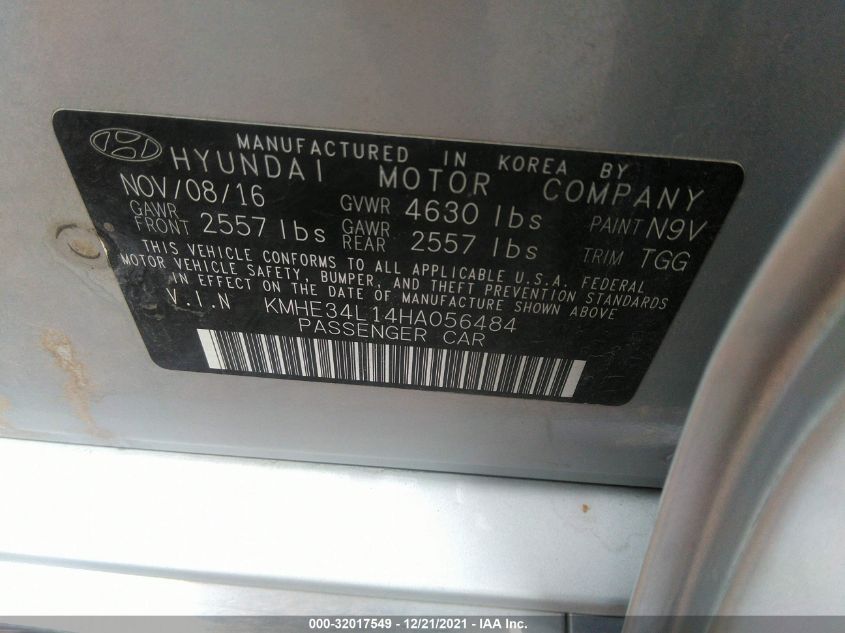 MANUFACTURED IN KOREA BY
HYUNDAI MOTOR COMPANY
NOV/08/16 GVWR 4630 lbs PAINT N9V
GAWR FRONT 2557 lbs GAWR REAR 2557 lbs TRIM TGG
THIS VEHICLE CONFORMS TO ALL APPLICABLE U.S.A. FEDERAL
MOTOR VEHICLE SAFETY, BUMPER, AND THEFT PREVENTION STANDARDS
IN EFFECT ON THE DATE OF MANUFACTURE SHOWN ABOVE.
V.I.N KMHE34L14HA056484
PASSENGER CAR
000-32017549 - 12/21/2021 - IAA Inc.